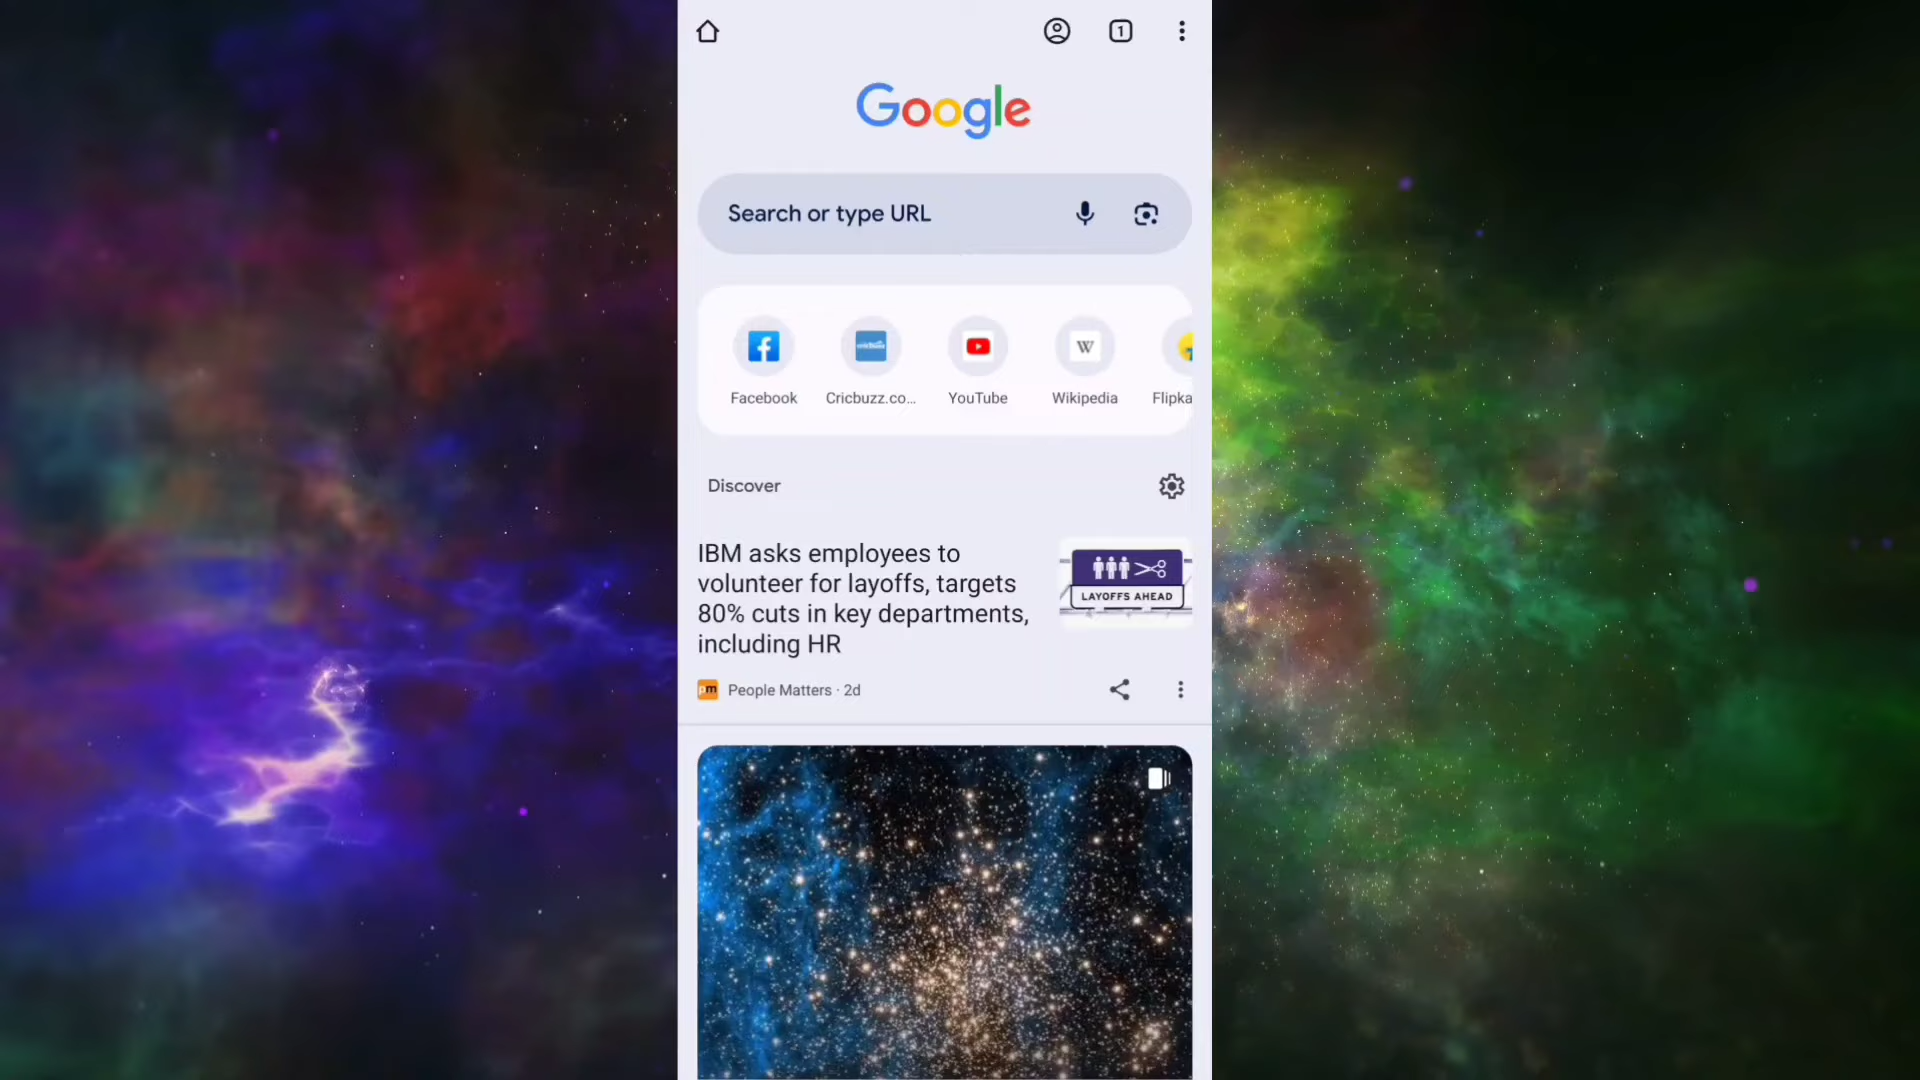 1
Google
Search or type URL
Facebook
Cricbuzz.co...
YouTube
W
Wikipedia
Flipka
Discover
IBM asks employees to
volunteer for layoffs, targets
80% cuts in key departments,
including HR
LAYOFFS AHEAD
pm
People Matters · 2d